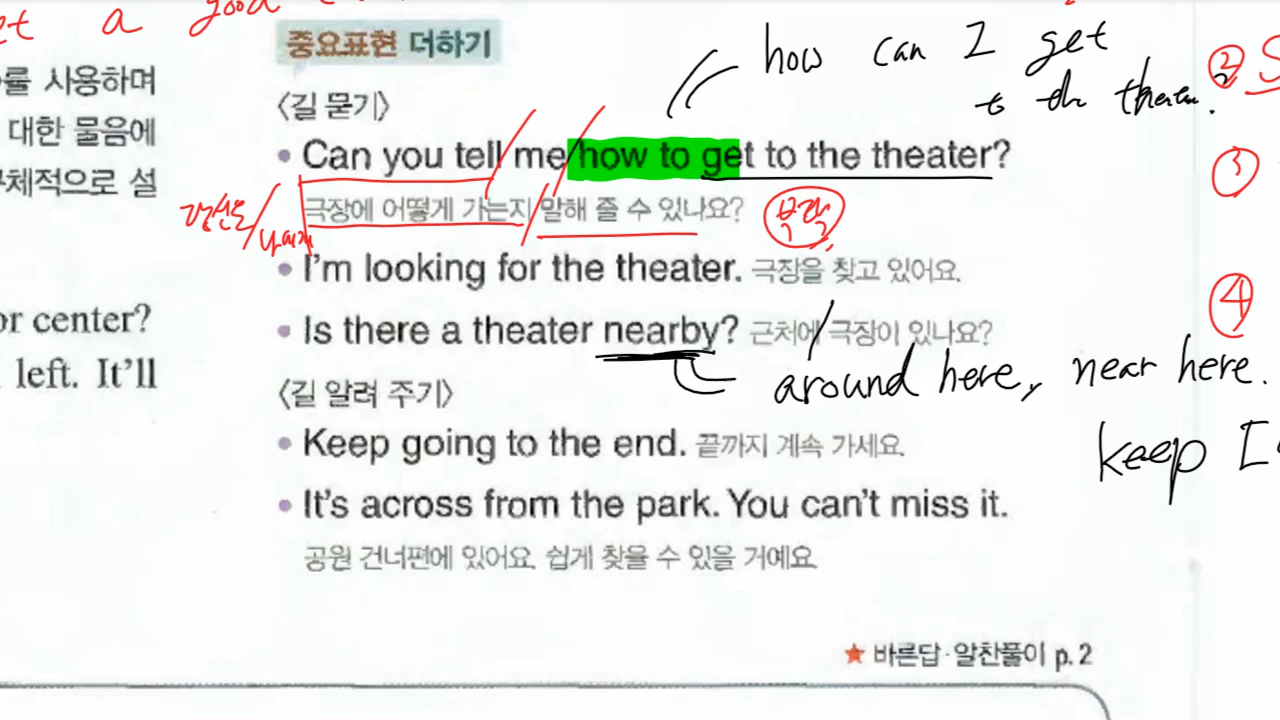 et a good
중요표현 더하기
how can I get
to the theater.
②
③
④
를 사용하며
대한 물음에
구체적으로 설
〈길 묻기〉
• Can you tell me how to get to the theater?
극장에 어떻게 가는지 말해 줄 수 있나요?
부탁
• I'm looking for the theater. 극장을 찾고 있어요.
• Is there a theater nearby? 근처에 극장이 있나요?
around here, near here.
or center?
left. It'll
〈길 알려 주기〉
• Keep going to the end. 끝까지 계속 가세요.
keep
• It's across from the park. You can't miss it.
공원 건너편에 있어요. 쉽게 찾을 수 있을 거예요.
★ 바른답·알찬풀이 p.2